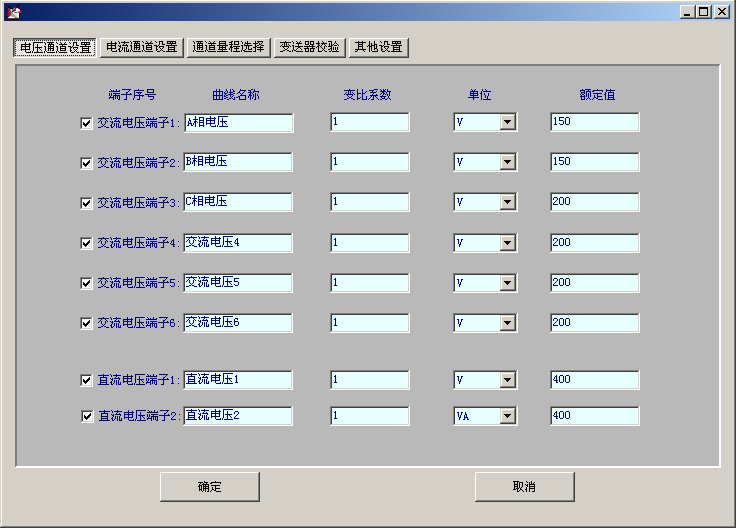 电压通道设置 电流通道设置 通道量程选择 变送器校验 其他设置
端子序号 曲线名称 变比系数 单位 额定值
交流电压端子1: A相电压 1 V 150
交流电压端子2: B相电压 1 V 150
交流电压端子3: C相电压 1 V 200
交流电压端子4: 交流电压4 1 V 200
交流电压端子5: 交流电压5 1 V 200
交流电压端子6: 交流电压6 1 V 200
直流电压端子1: 直流电压1 1 V 400
直流电压端子2: 直流电压2 1 VA 400
确定 取消